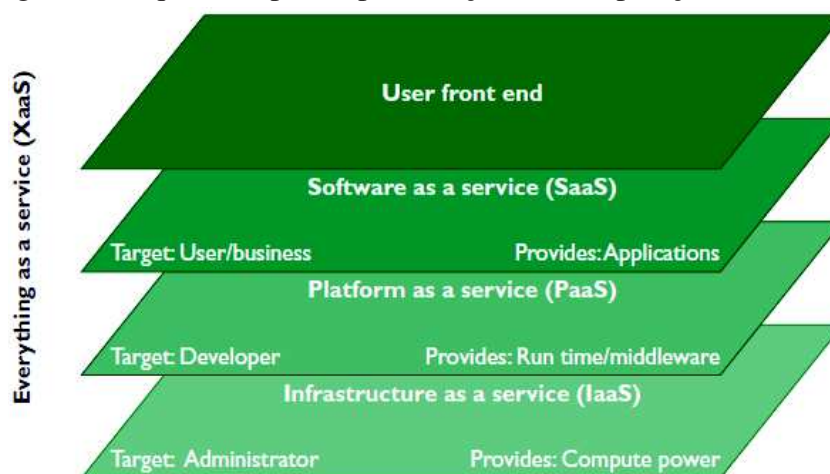 Everything as a service (XaaS)
User front end
Software as a service (SaaS)
Target: User/business Provides: Applications
Platform as a service (PaaS)
Target: Developer Provides: Run time/middleware
Infrastructure as a service (IaaS)
Target: Administrator Provides: Compute power